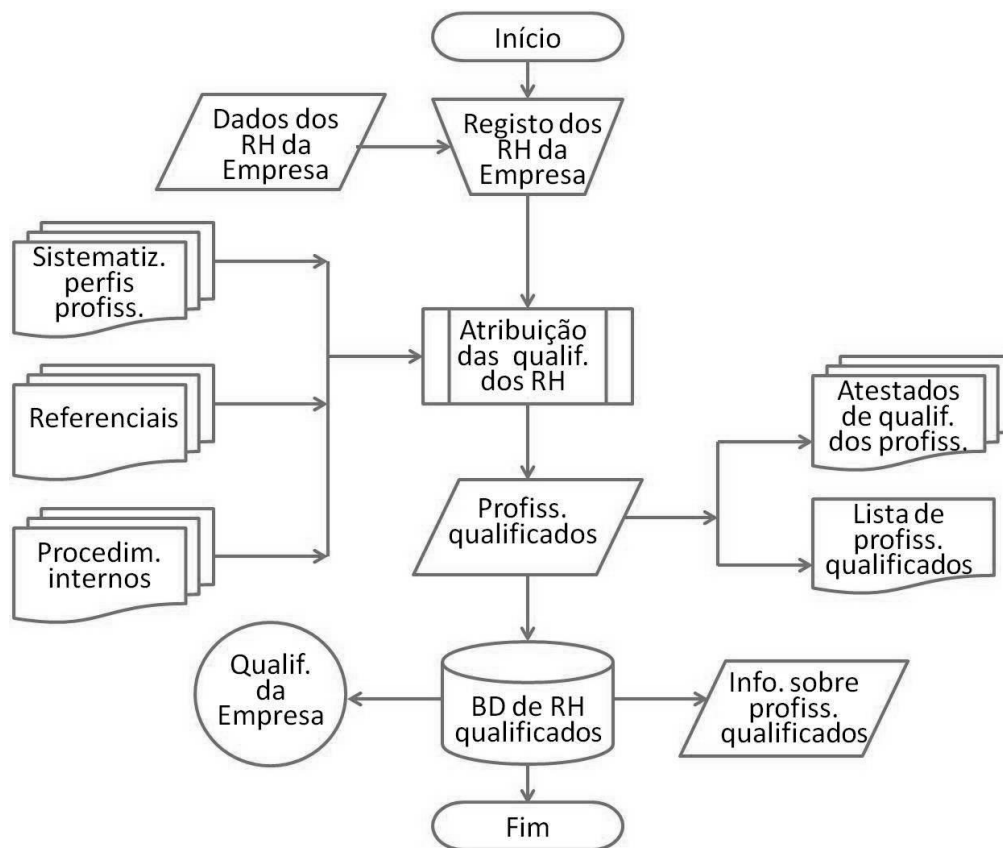 Início
Dados dos
RH da
Empresa
Registo dos
RH da
Empresa
Sistematiz.
perfis
profiss.
Atribuição
das qualif.
dos RH
Referenciais
Atestados
de qualif.
dos profiss.
Profiss.
qualificados
Lista de
profiss.
qualificados
Procedim.
internos
Qualif.
da
Empresa
BD de RH
qualificados
Info. sobre
profiss.
qualificados
Fim